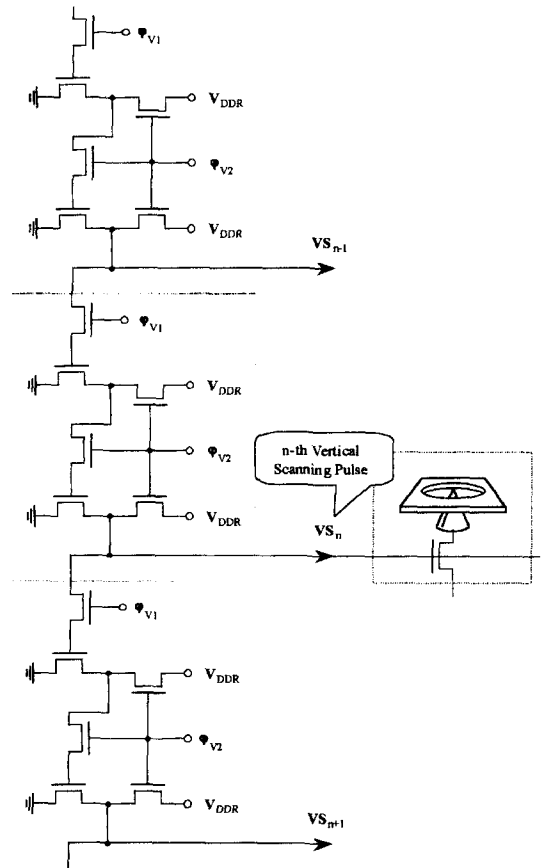 φV1
VDDR
φV2
VDDR
VSn-1
φV1
VDDR
φV2
n-th Vertical
Scanning Pulse
VDDR
VSn
φV1
VDDR
φV2
VDDR
VSn+1